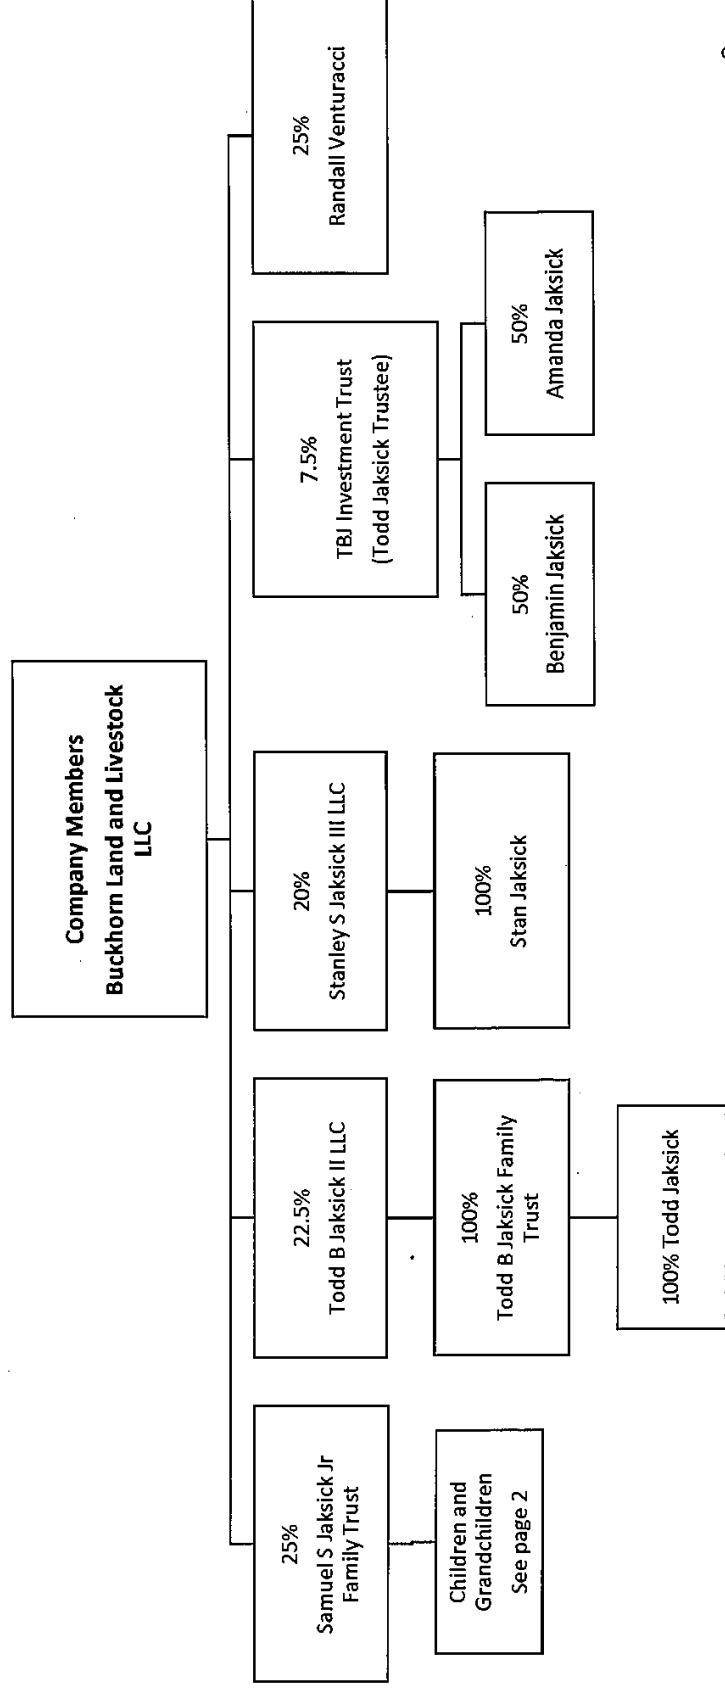 Company Members
Buckhorn Land and Livestock
LLC
25%
Samuel S Jaksick Jr
Family Trust
22.5%
Todd B Jaksick II LLC
20%
Stanley S Jaksick III LLC
7.5%
TBJ Investment Trust
(Todd Jaksick Trustee)
25%
Randall Venturacci
Children and
Grandchildren
See page 2
100%
Todd B Jaksick Family
Trust
100%
Stan Jaksick
50%
Benjamin Jaksick
50%
Amanda Jaksick
100% Todd Jaksick